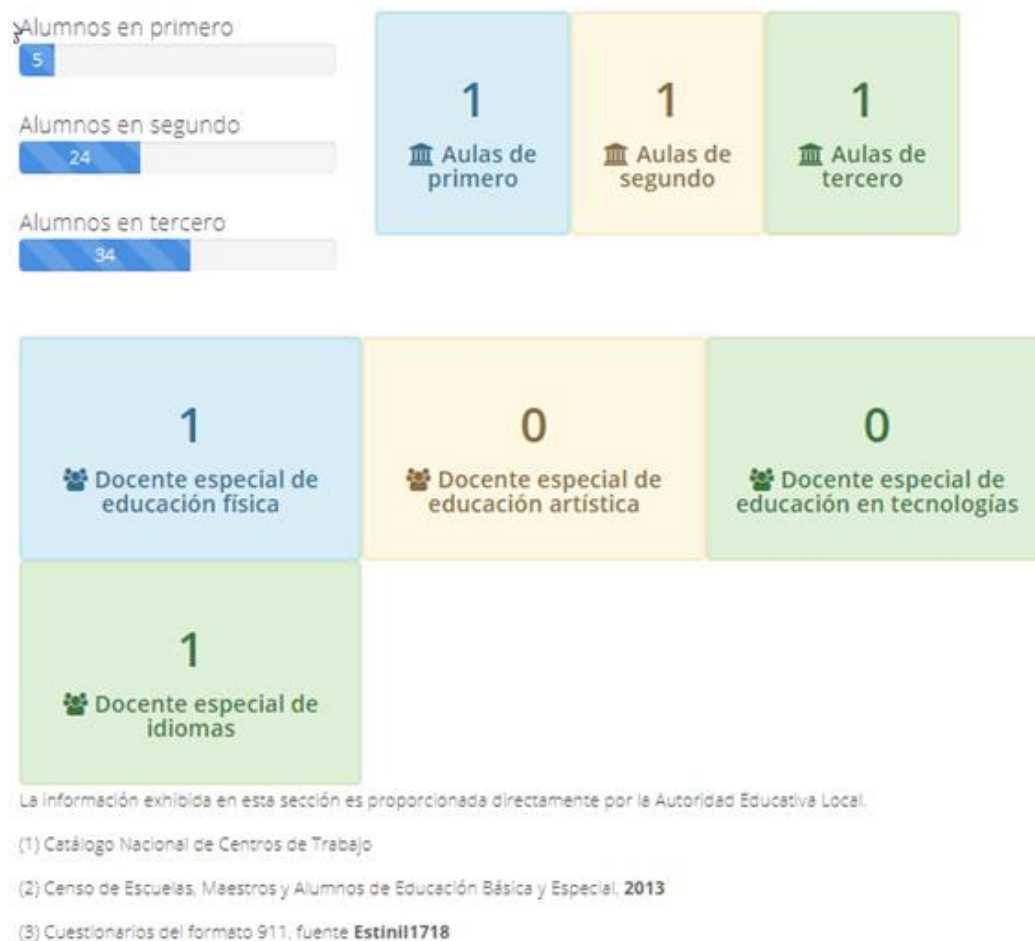 Alumnos en primero
5
Alumnos en segundo
24
Alumnos en tercero
34
1
Aulas de
primero
1
Aulas de
segundo
1
Aulas de
tercero
1
Docente especial de
educación física
0
Docente especial de
educación artística
0
Docente especial de
educación en tecnologías
1
Docente especial de
idiomas
La información exhibida en esta sección es proporcionada directamente por la Autoridad Educativa Local.
(1) Catálogo Nacional de Centros de Trabajo
(2) Censo de Escuelas, Maestros y Alumnos de Educación Básica y Especial, 2013
(3) Cuestionarios del formato 911, fuente Estinil1718